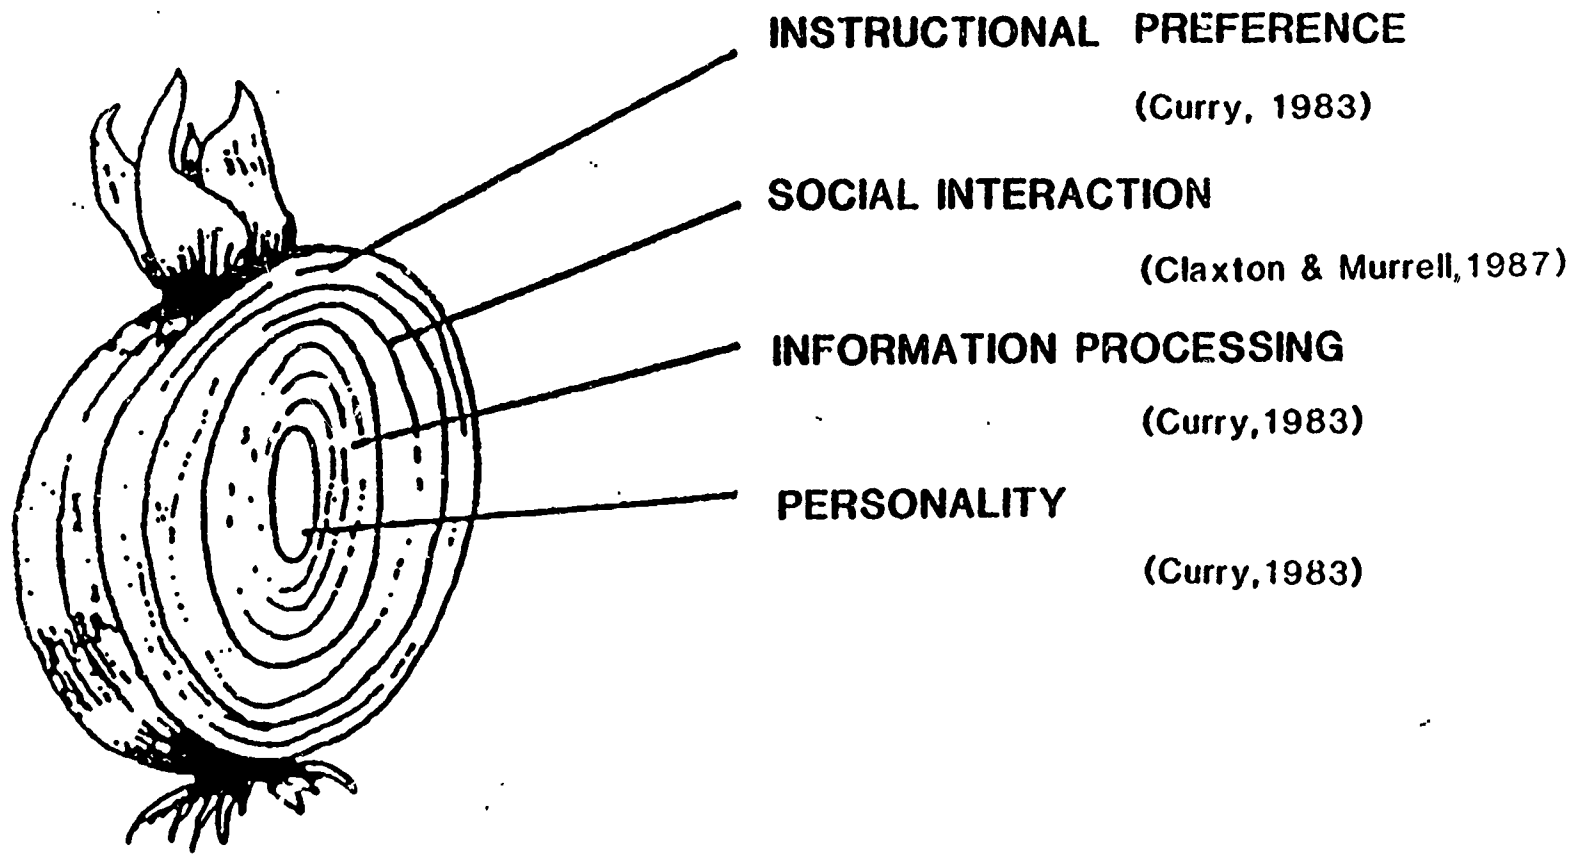 INSTRUCTIONAL PREFERENCE
(Curry, 1983)
SOCIAL INTERACTION
(Claxton & Murrell, 1987)
INFORMATION PROCESSING
(Curry, 1983)
PERSONALITY
(Curry, 1983)